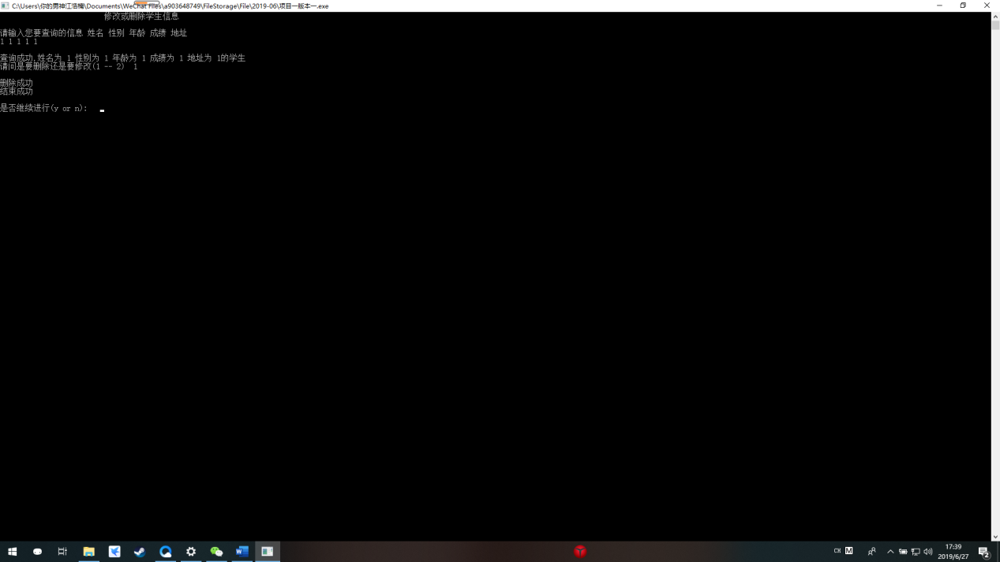 C:\Users\你的男神江浩楠\Documents\WeChat Files\a903648749\FileStorage\File\2019-06\项目一版本一.exe
修改或删除学生信息
请输入您要查询的信息 姓名 性别 年龄 成绩 地址
1 1 1 1 1
查询成功,姓名为 1 性别为 1 年龄为 1 成绩为 1 地址为 1的学生
请问是要删除还是要修改(1 -- 2) 1
删除成功
结束成功
是否继续进行(y or n):
M
17:39
2019/6/27
2